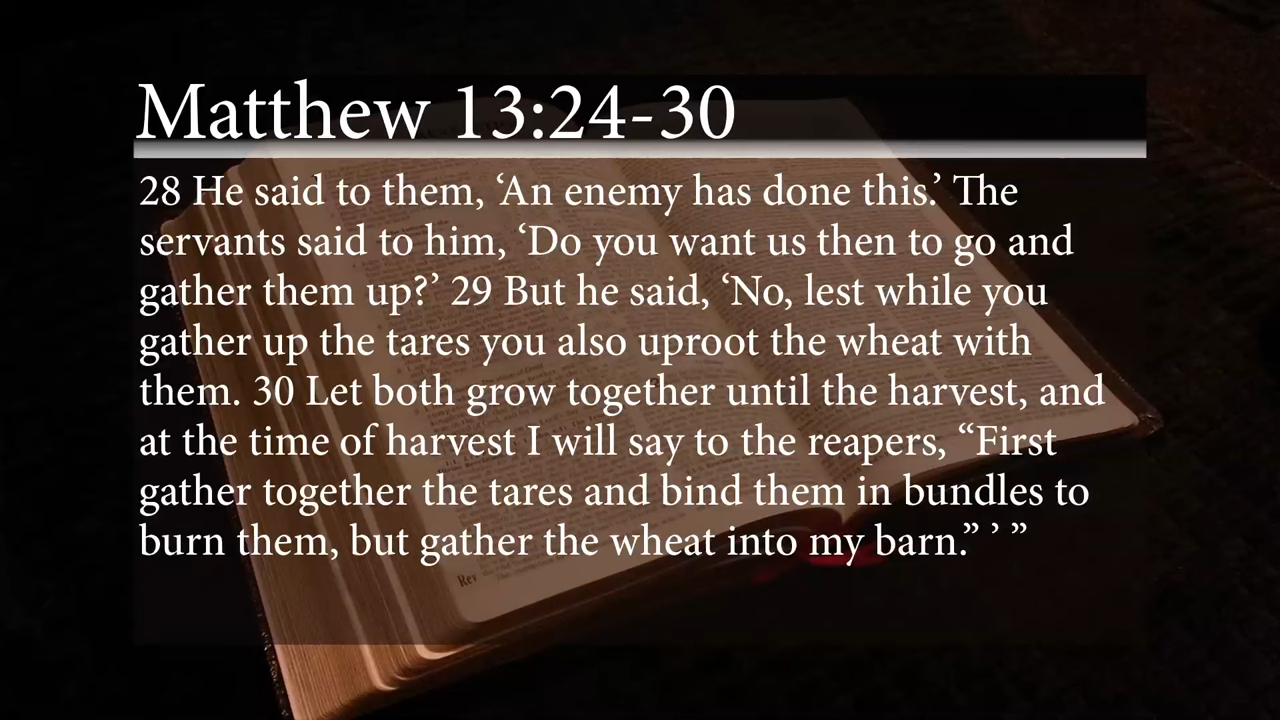 Matthew 13:24-30
28 He said to them, ‘An enemy has done this.’ The
servants said to him, ‘Do you want us then to go and
gather them up?’ 29 But he said, ‘No, lest while you
gather up the tares you also uproot the wheat with
them. 30 Let both grow together until the harvest, and
at the time of harvest I will say to the reapers, “First
gather together the tares and bind them in bundles to
burn them, but gather the wheat into my barn.” ’ ”
Rev